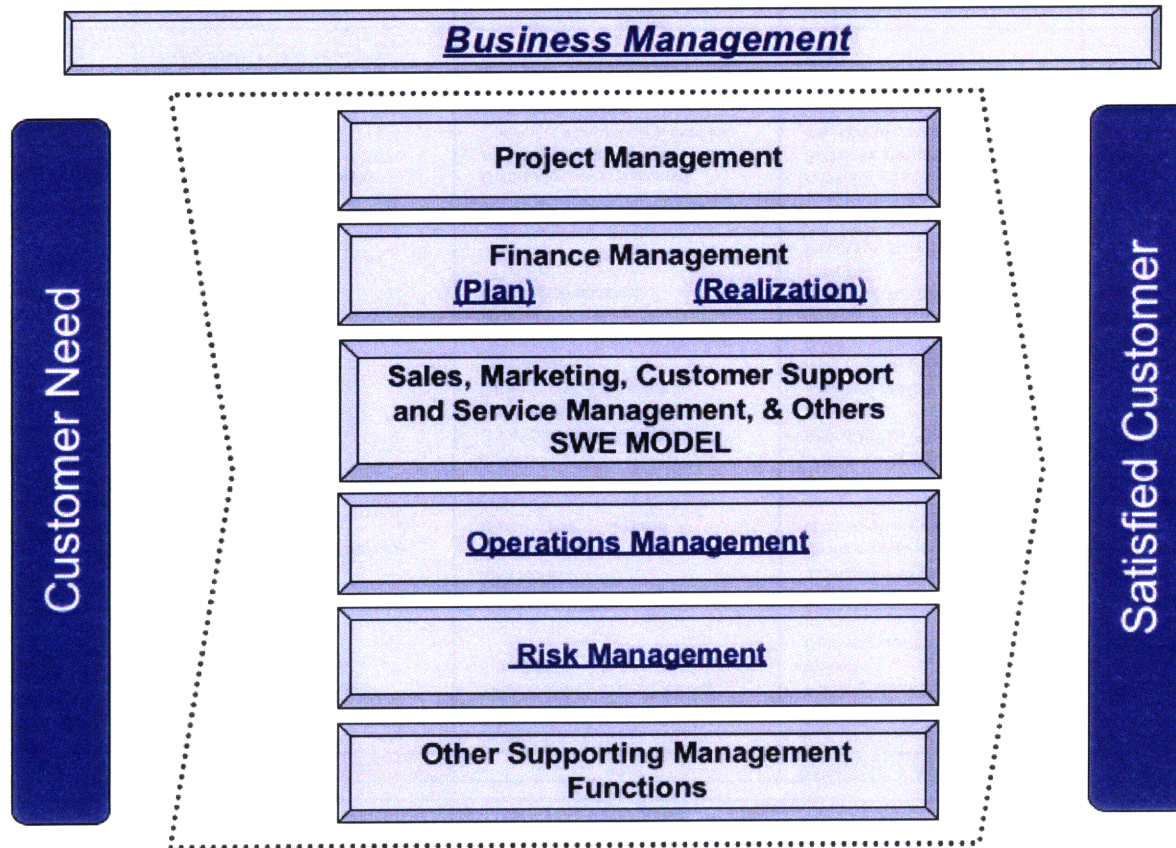 Business Management
Customer Need
Project Management
Finance Management
(Plan) (Realization)
Sales, Marketing, Customer Support
and Service Management, & Others
SWE MODEL
Operations Management
Risk Management
Other Supporting Management
Functions
Satisfied Customer